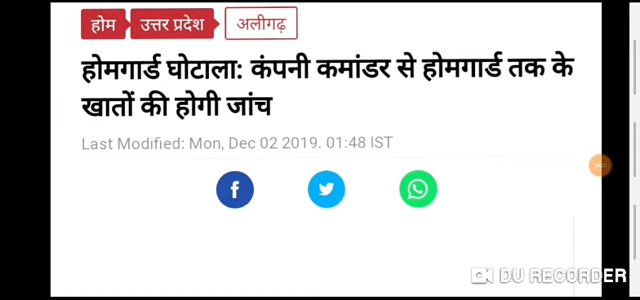 होम उत्तर प्रदेश अलीगढ़
होमगार्ड घोटाला: कंपनी कमांडर से होमगार्ड तक के
खातों की होगी जांच
Last Modified: Mon, Dec 02 2019. 01:48 IST
DU RECORDER